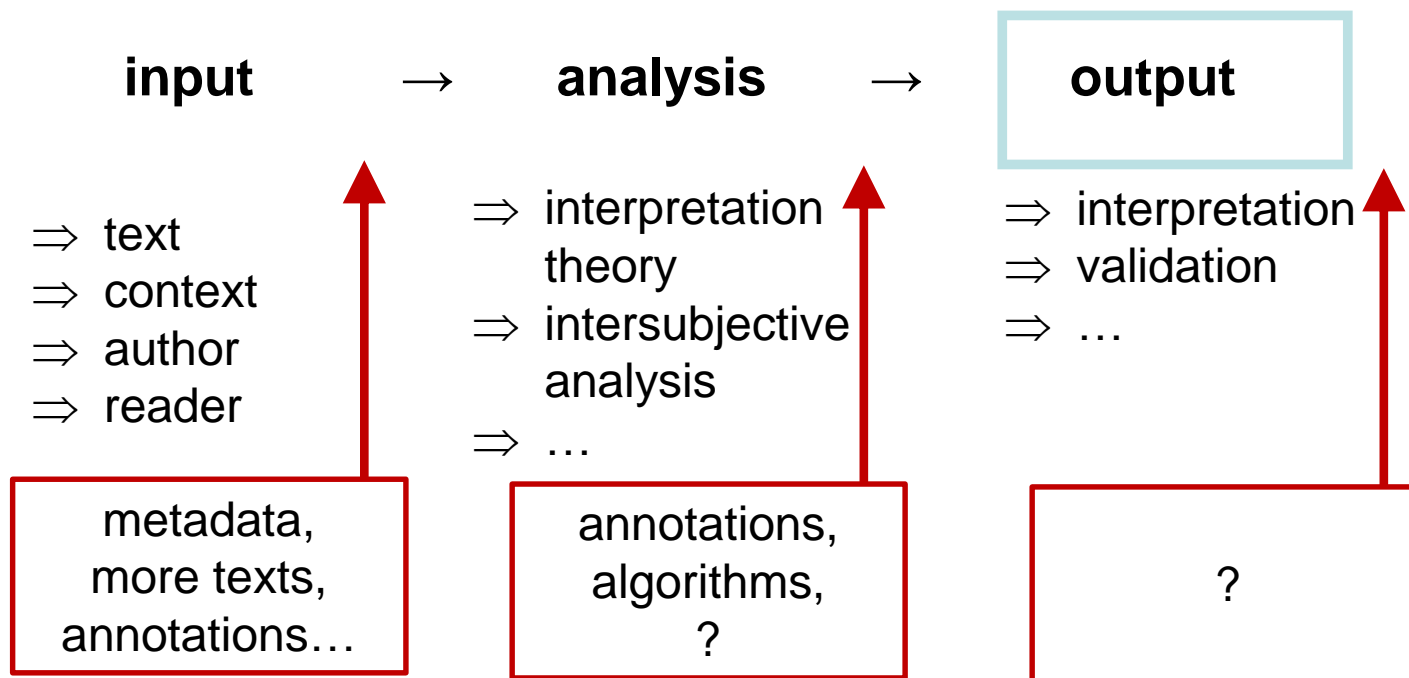 input → analysis → output
⇒ text
⇒ context
⇒ author
⇒ reader
⇒ interpretation
theory
⇒ intersubjective
analysis
⇒ …
⇒ interpretation
⇒ validation
⇒ …
metadata,
more texts,
annotations…
annotations,
algorithms,
?
?